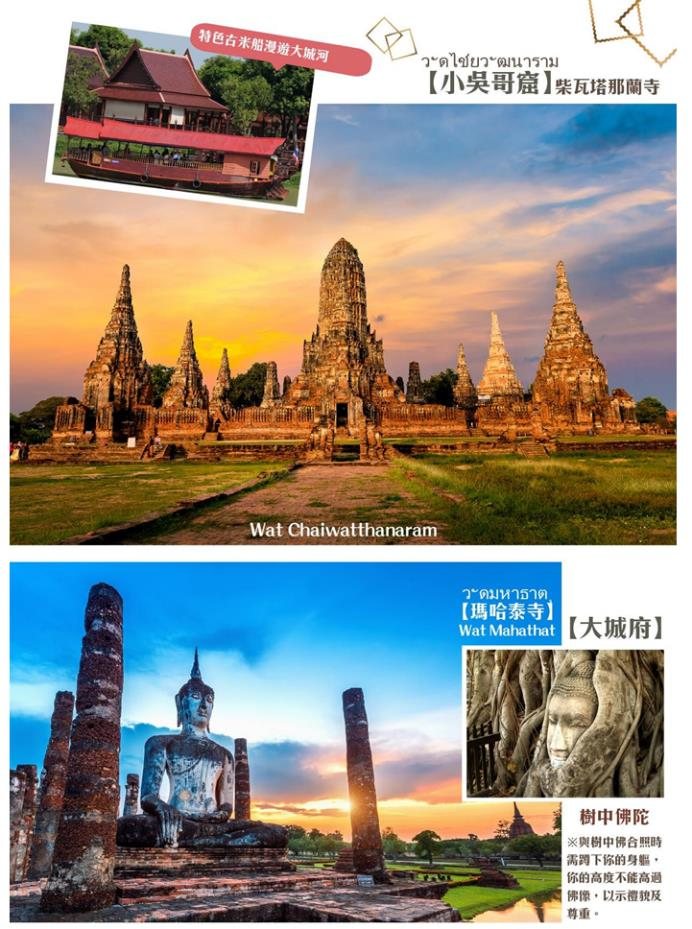 特色古米船漫遊大城河
วัดไชยวัฒนาราม
【小吳哥窟】柴瓦塔那蘭寺
Wat Chaiwatthanaram
วัดมหาธาตุ
【瑪哈泰寺】
Wat Mahathat
【大城府】
樹中佛陀
※與樹中佛合照時
需蹲下你的身軀，
你的高度不能高過
佛像，以示禮貌及
尊重。